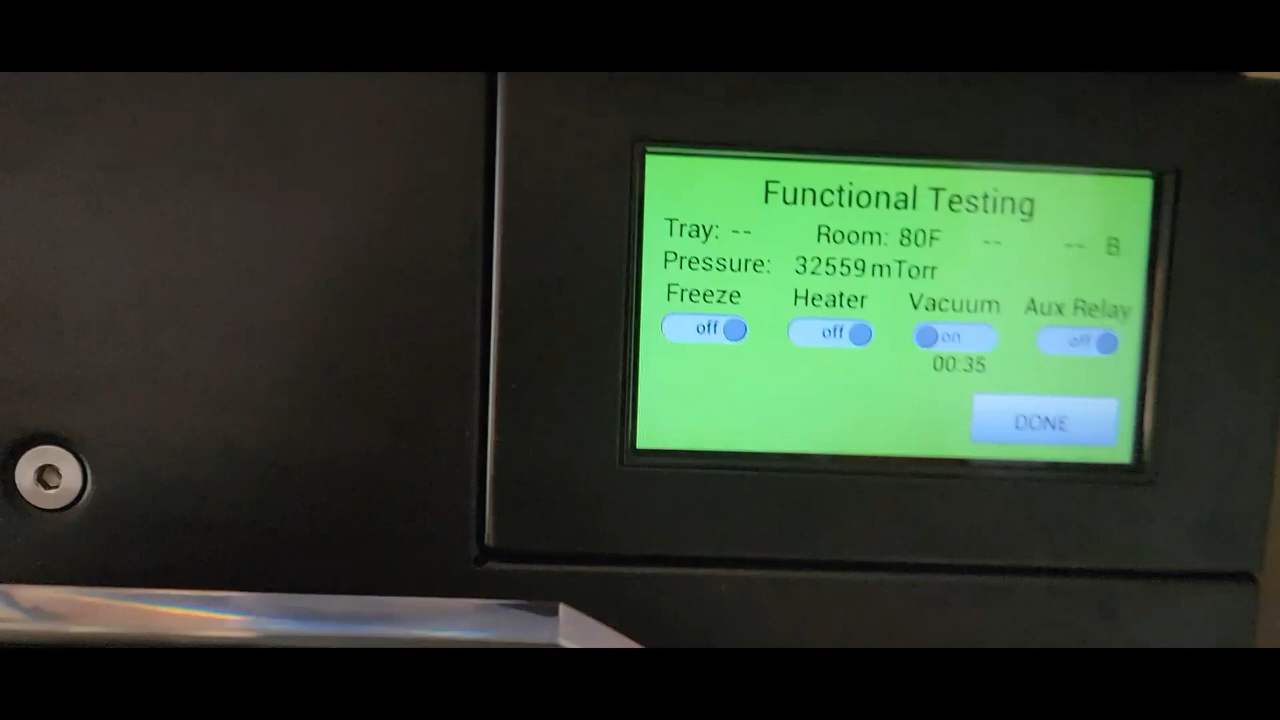 Functional Testing
Tray: -- Room: 80F -- -- B
Pressure: 32559 mTorr
Freeze Heater Vacuum Aux Relay
off off on off
00:35
DONE